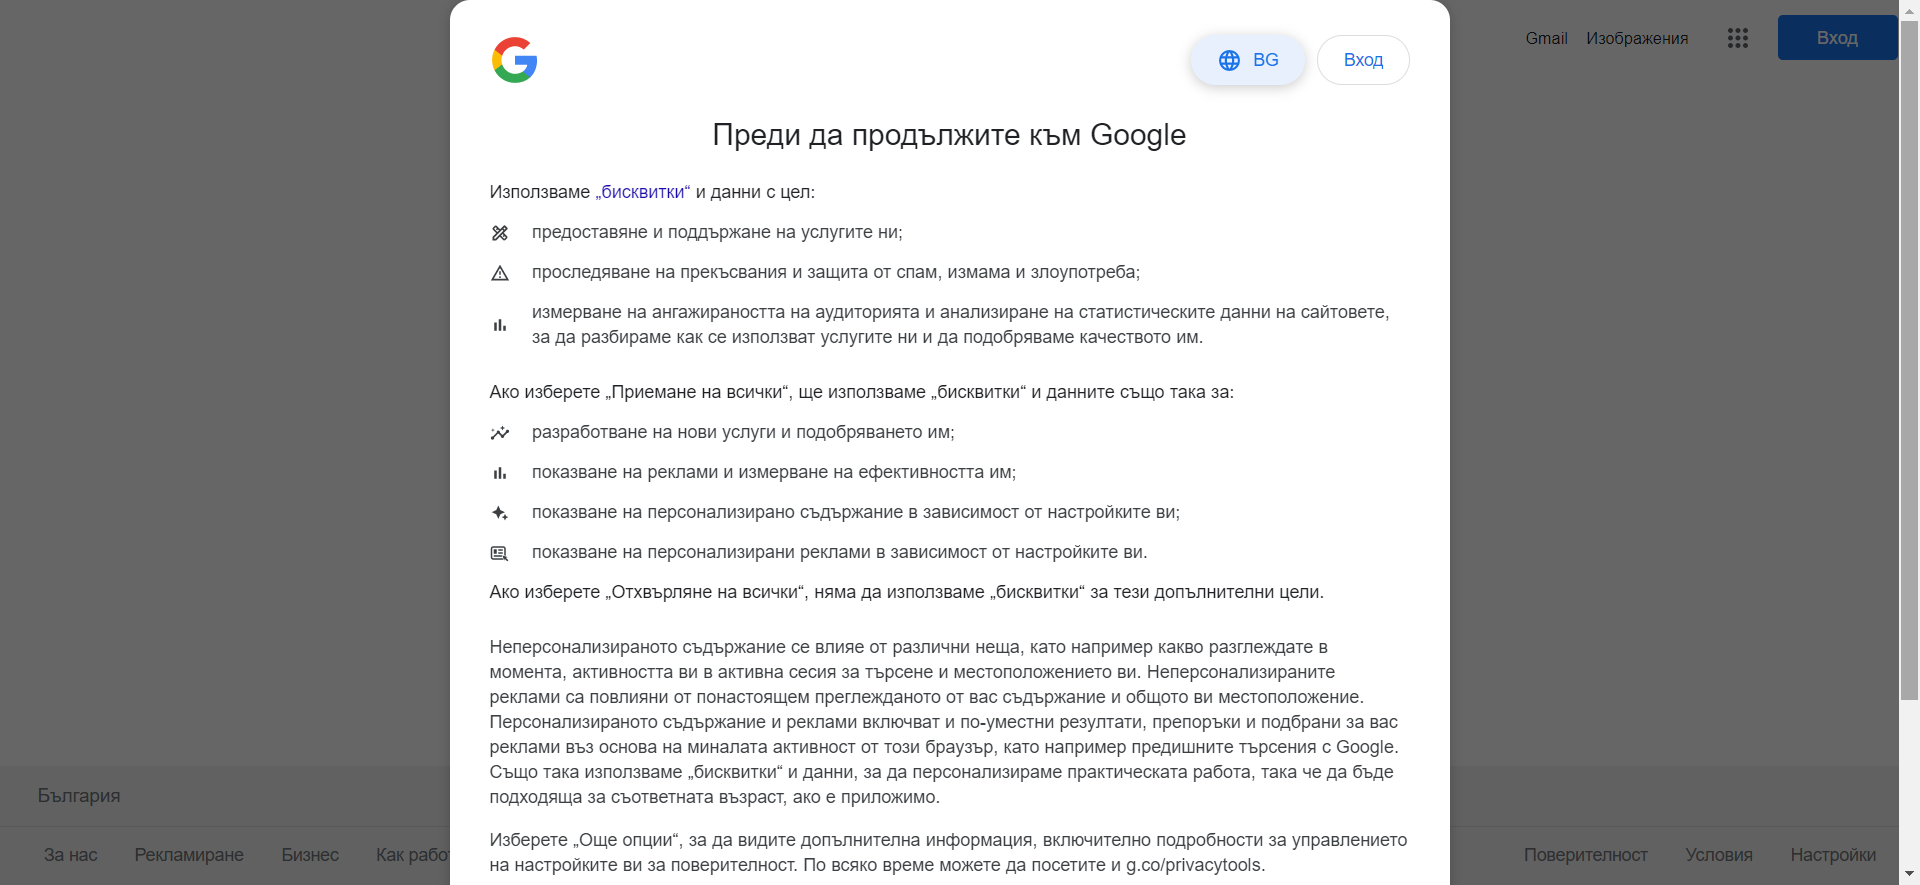 Gmail Изображения Вход
BG Вход
Преди да продължите към Google
Използваме „бисквитки“ и данни с цел:
предоставяне и поддържане на услугите ни;
проследяване на прекъсвания и защита от спам, измама и злоупотреба;
измерване на ангажираността на аудиторията и анализиране на статистическите данни на сайтовете,
за да разбираме как се използват услугите ни и да подобряваме качеството им.
Ако изберете „Приемане на всички“, ще използваме „бисквитки“ и данните също така за:
разработване на нови услуги и подобряването им;
показване на реклами и измерване на ефективността им;
показване на персонализирано съдържание в зависимост от настройките ви;
показване на персонализирани реклами в зависимост от настройките ви.
Ако изберете „Отхвърляне на всички“, няма да използваме „бисквитки“ за тези допълнителни цели.
Неперсонализираното съдържание се влияе от различни неща, като например какво разглеждате в
момента, активността ви в активна сесия за търсене и местоположението ви. Неперсонализираните
реклами са повлияни от понастоящем преглежданото от вас съдържание и общото ви местоположение.
Персонализираното съдържание и реклами включват и по-уместни резултати, препоръки и подбрани за вас
реклами въз основа на миналата активност от този браузър, като например предишните търсения с Google.
Също така използваме „бисквитки“ и данни, за да персонализираме практическата работа, така че да бъде
подходяща за съответната възраст, ако е приложимо.
Изберете „Още опции“, за да видите допълнителна информация, включително подробности за управлението
на настройките ви за поверителност. По всяко време можете да посетите и g.co/privacytools.
България
За нас Рекламиране Бизнес Как Поверителност Условия Настройки